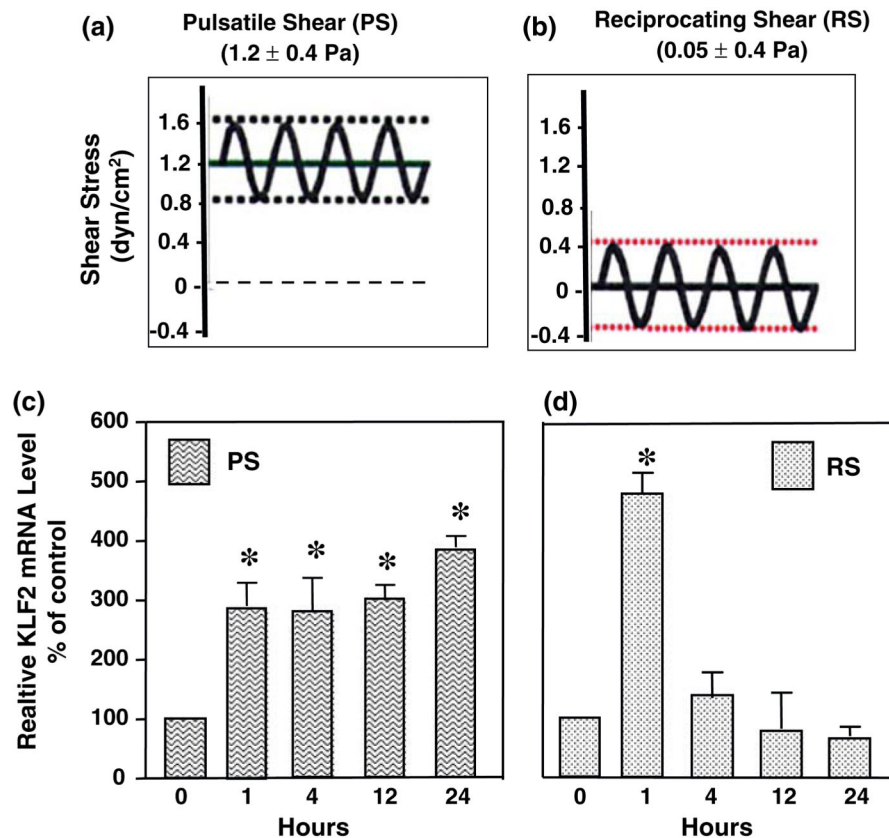 (a)
Pulsatile Shear (PS)
(1.2 ± 0.4 Pa)
(b)
Reciprocating Shear (RS)
(0.05 ± 0.4 Pa)
Shear Stress
(dyn/cm²)
1.6
1.2
0.8
0.4
0
-0.4
1.6
1.2
0.8
0.4
0
-0.4
(c)
Realtive KLF2 mRNA Level
% of control
600
500
400
300
200
100
0
PS
*
*
*
*
0 1 4 12 24
Hours
(d)
RS
*
0 1 4 12 24
Hours